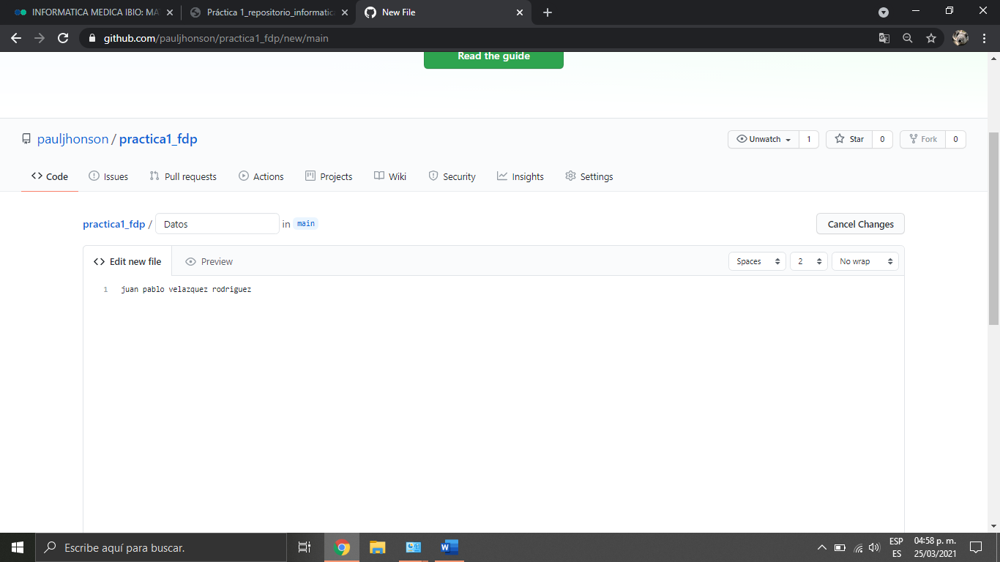 INFORMATICA MEDICA IBIO: MA
Práctica 1_repositorio_informatica
New File
github.com/pauljhonson/practica1_fdp/new/main
Read the guide
pauljhonson / practica1_fdp
Unwatch 1
Star 0
Fork 0
Code
Issues
Pull requests
Actions
Projects
Wiki
Security
Insights
Settings
practica1_fdp / Datos in main
Cancel Changes
Edit new file
Preview
Spaces
2
No wrap
1 juan pablo velazquez rodriguez
Escribe aquí para buscar.
ESP
ES
04:58 p. m.
25/03/2021